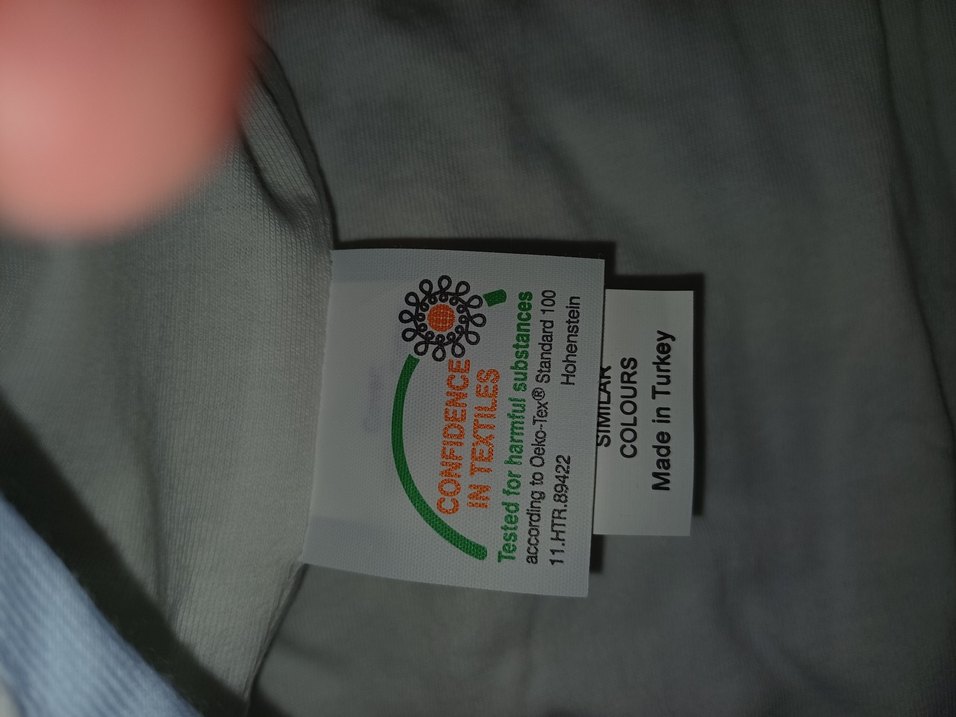 CONFIDENCE
IN TEXTILES
Tested for harmful substances
according to Oeko-Tex® Standard 100
11.HTR.89422 Hohenstein
SIMILAR
COLOURS
Made in Turkey